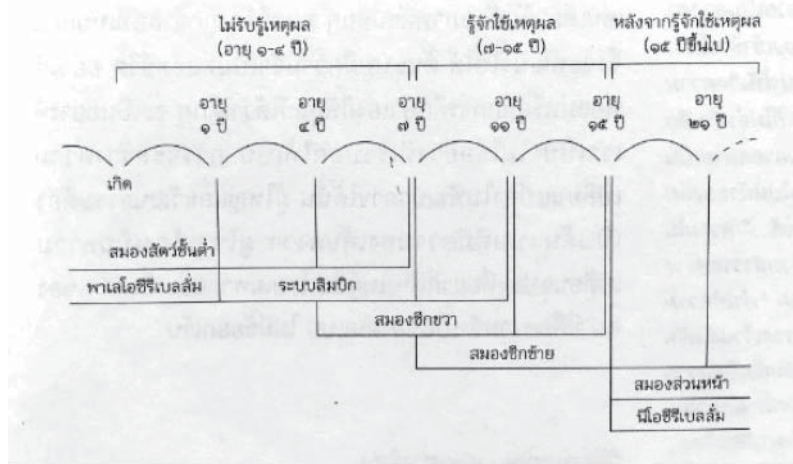 ไม่รับรู้เหตุผล
(อายุ ๑-๔ ปี)
รู้จักใช้เหตุผล
(๗-๑๕ ปี)
หลังจากรู้จักใช้เหตุผล
(๑๕ ปีขึ้นไป)
อายุ
๑ ปี
อายุ
๔ ปี
อายุ
๗ ปี
อายุ
๑๑ ปี
อายุ
๑๕ ปี
อายุ
๒๑ ปี
เกิด
สมองสัตว์ชั้นต่ำ
พาเลโอซีรีเบลลั่ม
ระบบลิมบิก
สมองซีกขวา
สมองซีกซ้าย
สมองส่วนหน้า
นีโอซีรีเบลลั่ม